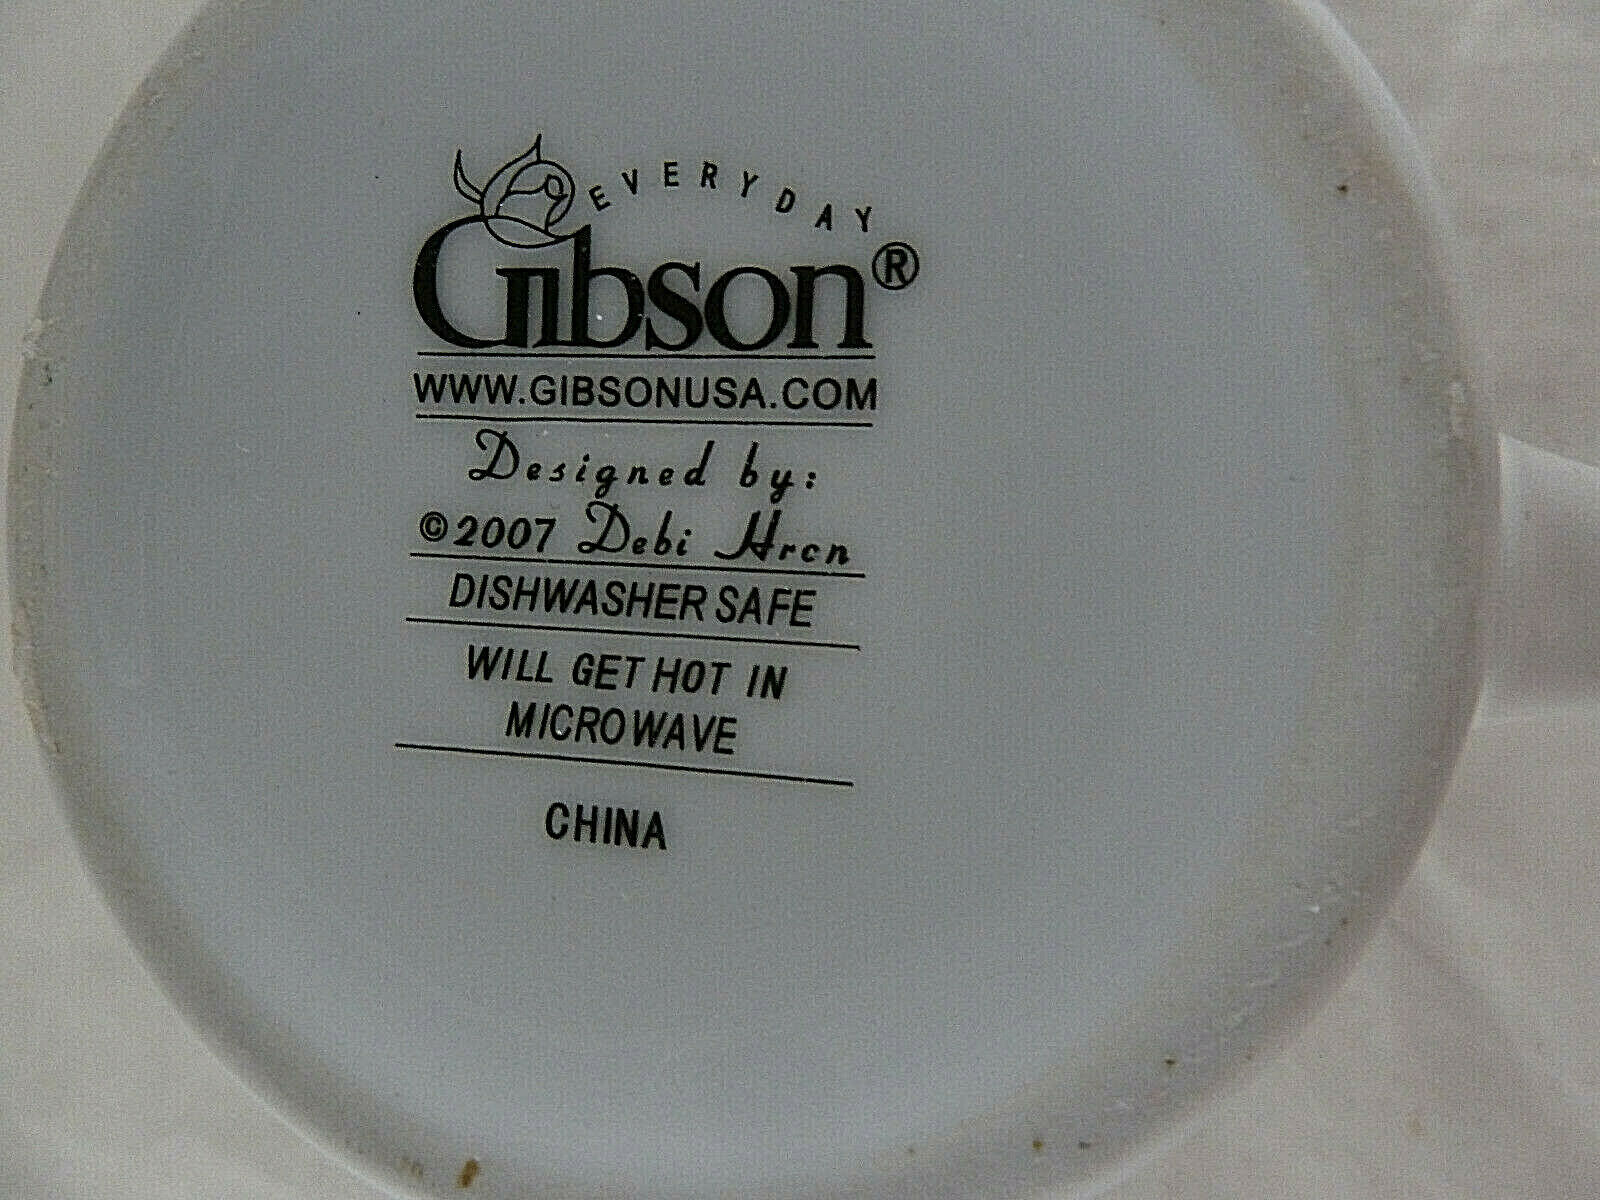 EVERYDAY
Gibson®
WWW.GIBSONUSA.COM
Designed by:
©2007 Debi Hron
DISHWASHER SAFE
WILL GET HOT IN
MICROWAVE
CHINA